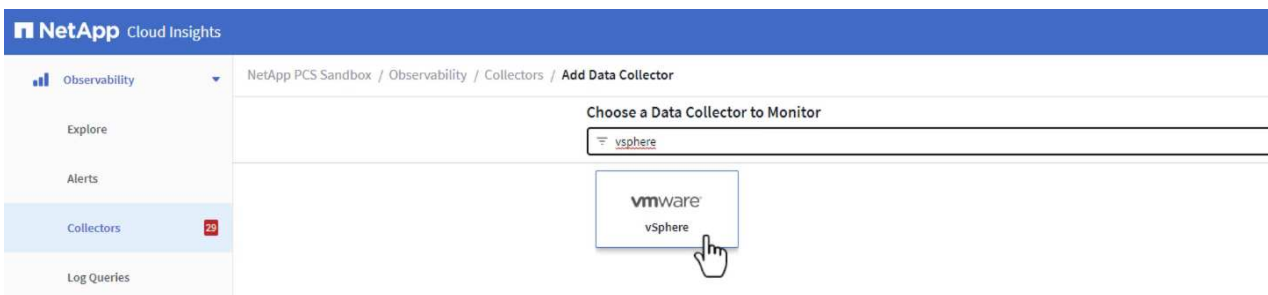 NetApp Cloud Insights
Observability
NetApp PCS Sandbox / Observability / Collectors / Add Data Collector
Choose a Data Collector to Monitor
Explore
vsphere
Alerts
vmware
Collectors 29
vSphere
Log Queries